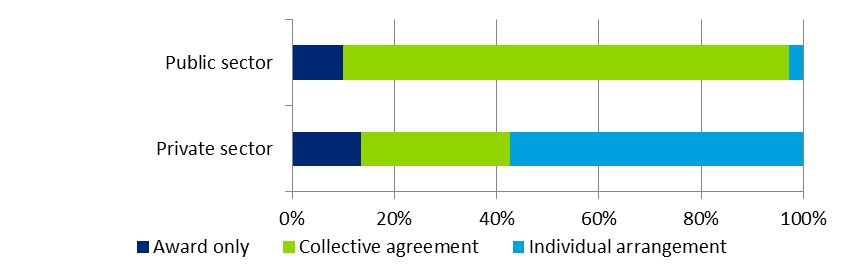 Public sector
Private sector
0% 20% 40% 60% 80% 100%
Award only Collective agreement Individual arrangement